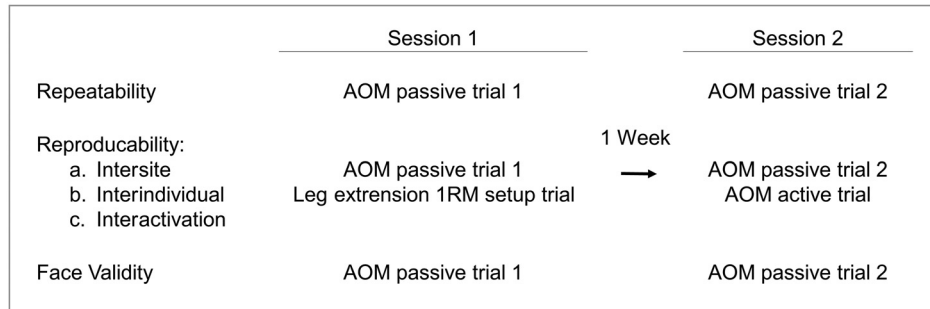 Session 1 Session 2
Repeatability AOM passive trial 1 AOM passive trial 2
Reproducability:
1 Week
a. Intersite AOM passive trial 1 AOM passive trial 2
b. Interindividual Leg extrension 1RM setup trial AOM active trial
c. Interactivation
Face Validity AOM passive trial 1 AOM passive trial 2